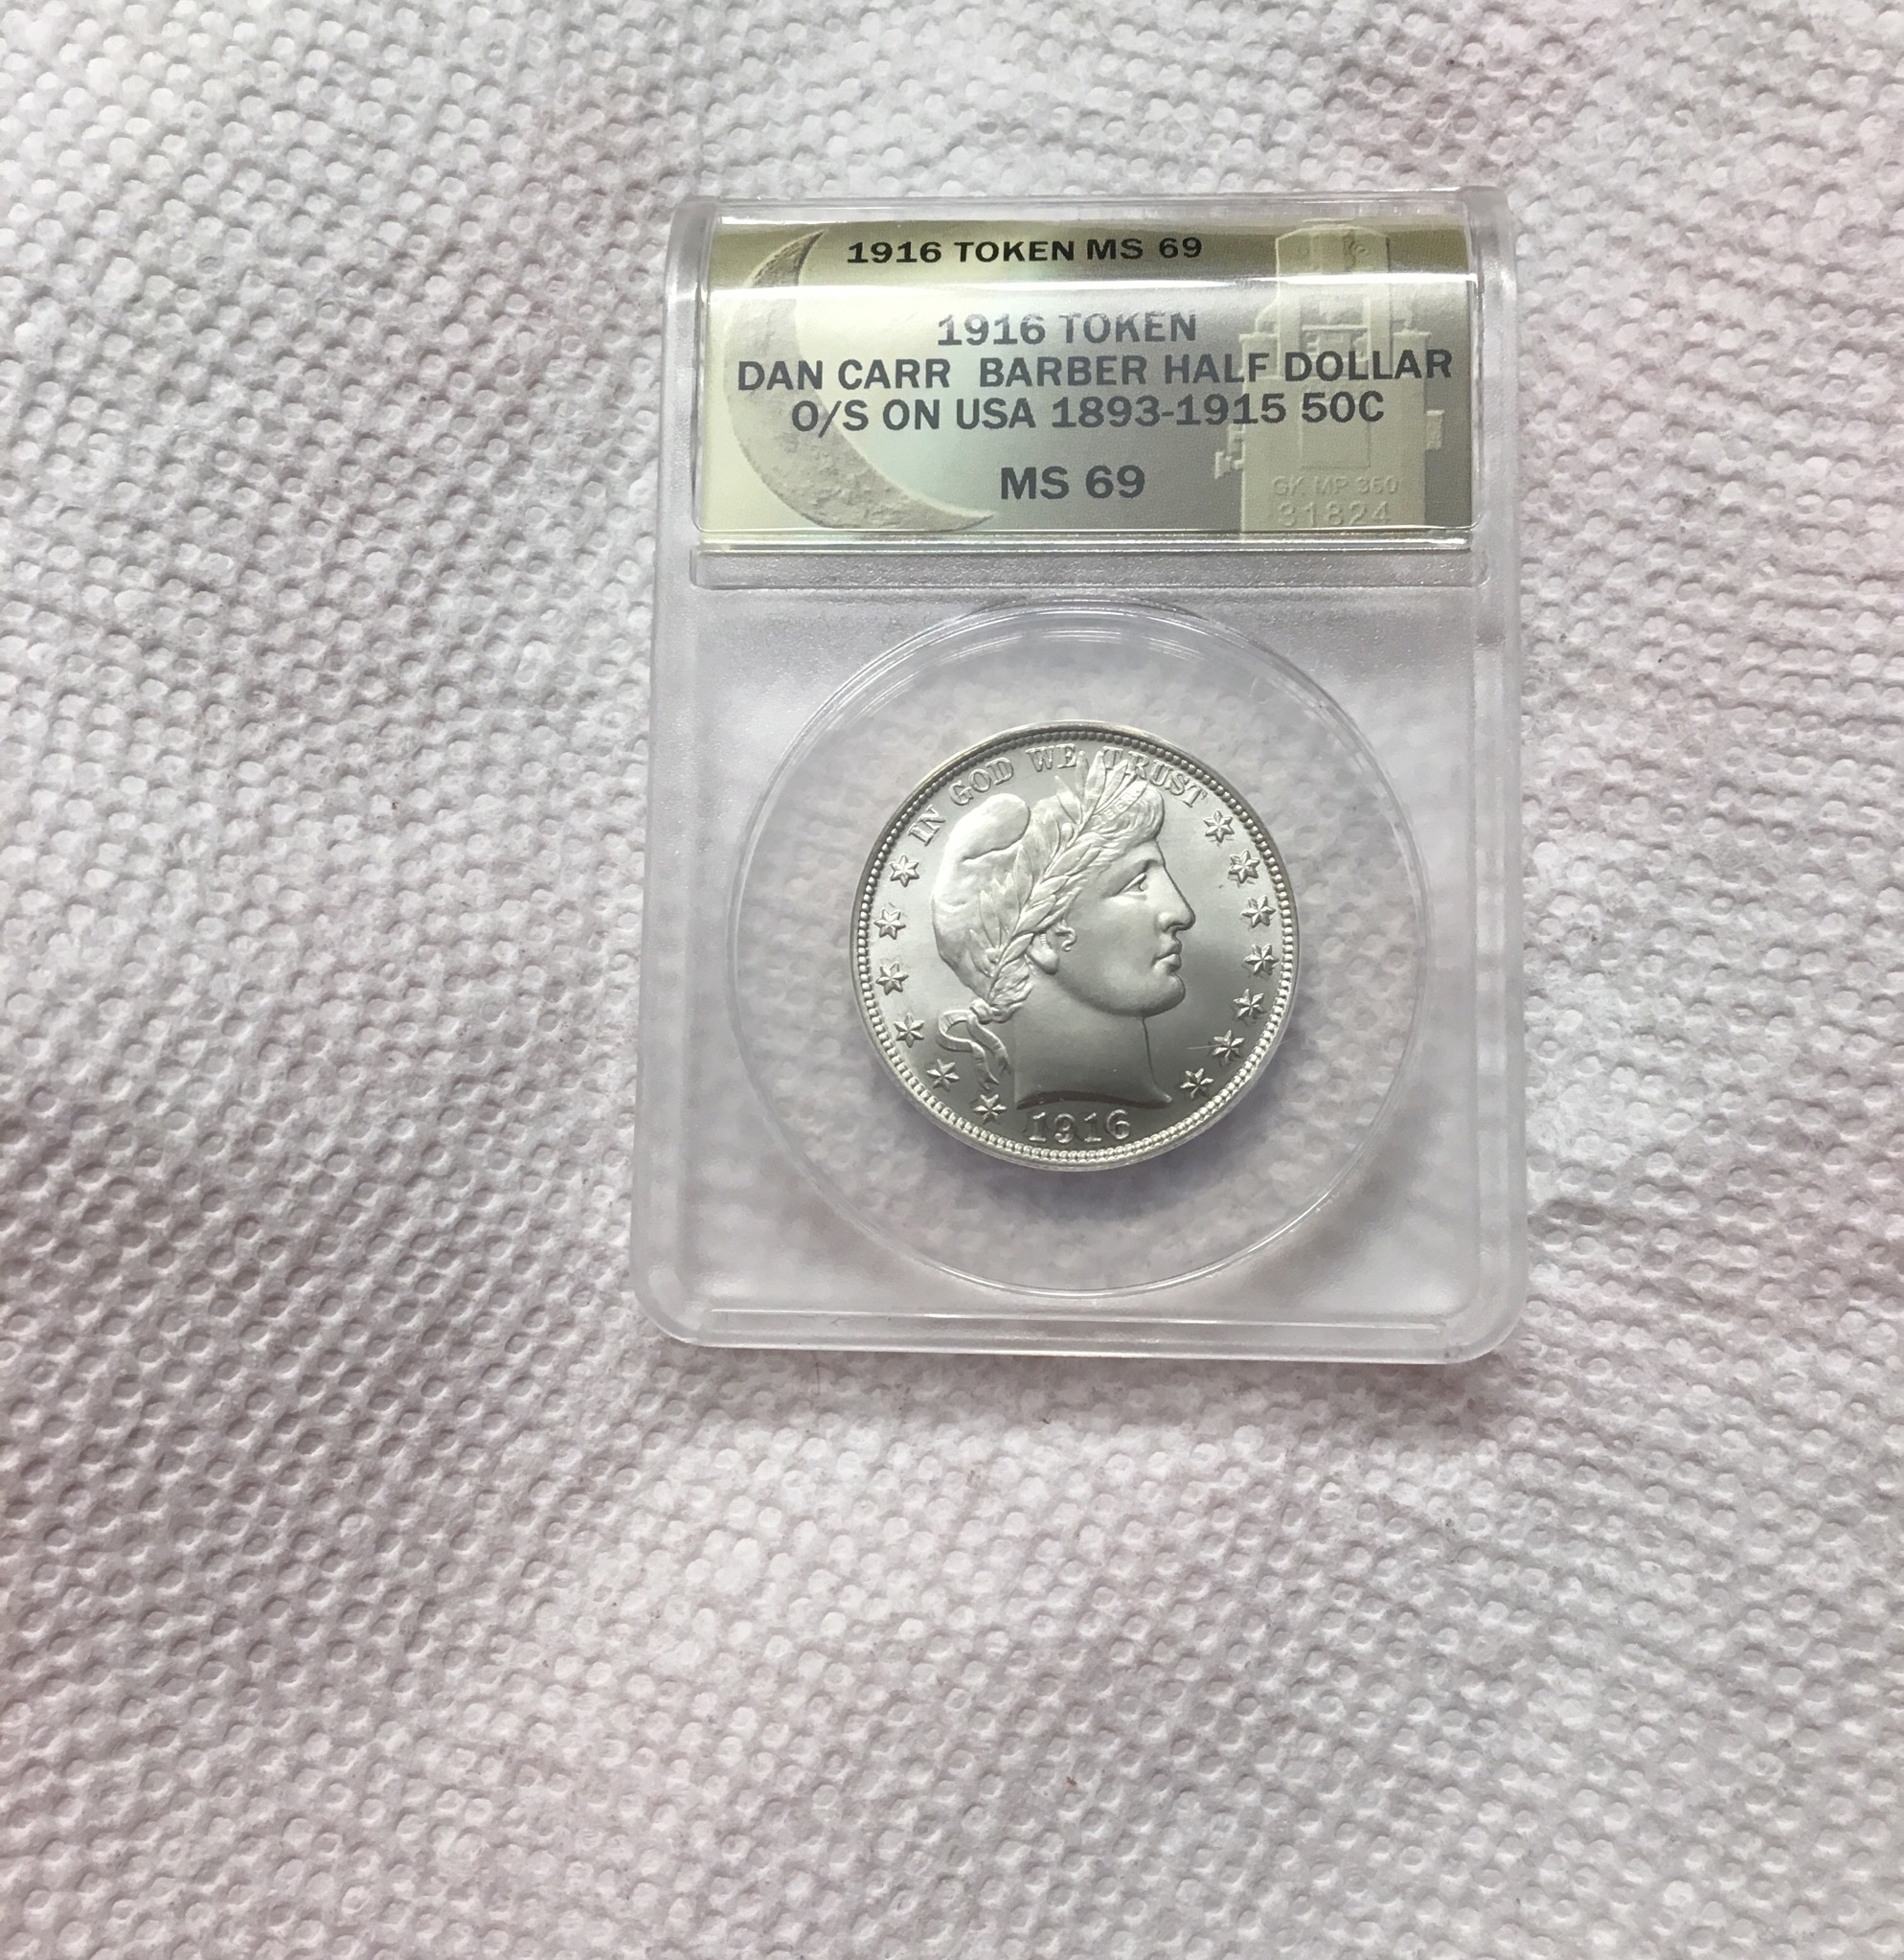 1916 TOKEN MS 69
1916 TOKEN
DAN CARR BARBER HALF DOLLAR
O/S ON USA 1893-1915 50C
MS 69
GK MP 360
31824
IN GOD WE TRUST
1916